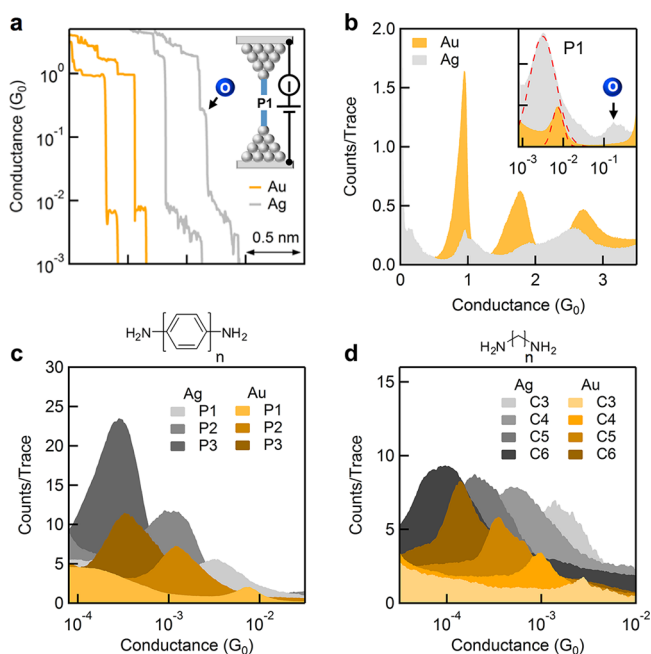 a
Conductance (G₀)
10⁰
10⁻¹
10⁻²
10⁻³
O
P1
I
Au
Ag
0.5 nm
b
Counts/Trace
2.0
1.5
1.0
0.5
0.0
Au
Ag
P1
O
10⁻³ 10⁻² 10⁻¹
0 1 2 3
Conductance (G₀)
H₂N [ ]n NH₂
c
Counts/Trace
30
25
20
15
10
5
0
Ag Au
P1 P1
P2 P2
P3 P3
10⁻⁴ 10⁻³ 10⁻²
Conductance (G₀)
H₂N ( )n NH₂
d
Counts/Trace
15
10
5
0
Ag Au
C3 C3
C4 C4
C5 C5
C6 C6
10⁻⁴ 10⁻³ 10⁻²
Conductance (G₀)